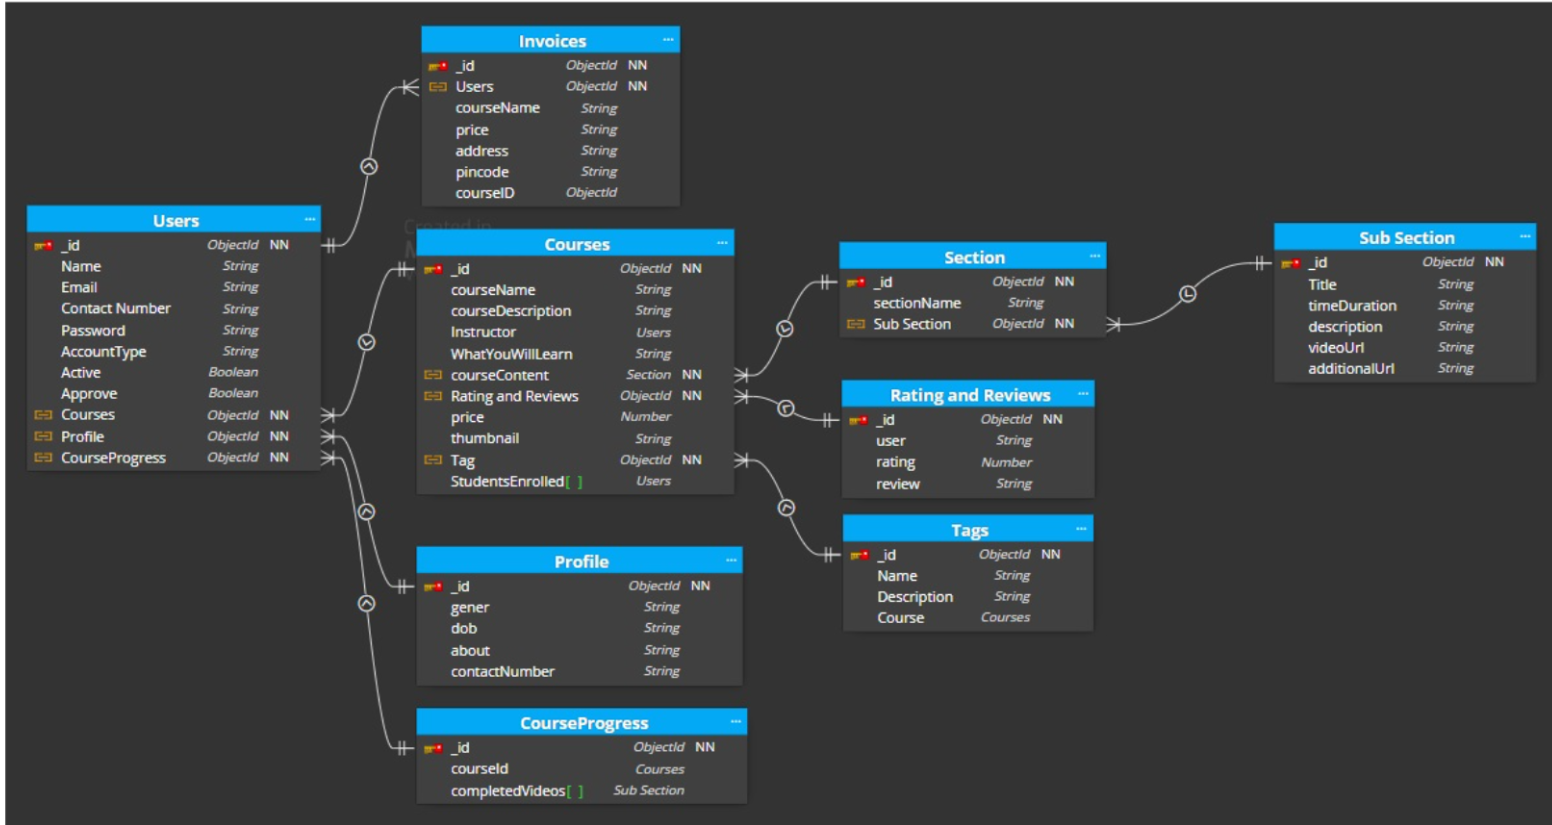 Invoices ...
_id ObjectId NN
Users ObjectId NN
courseName String
price String
address String
pincode String
courseID ObjectId
Users ...
_id ObjectId NN
Name String
Email String
Contact Number String
Password String
AccountType String
Active Boolean
Approve Boolean
Courses ObjectId NN
Profile ObjectId NN
CourseProgress ObjectId NN
Created in
Courses ...
_id ObjectId NN
courseName String
courseDescription String
Instructor Users
WhatYouWillLearn String
courseContent Section NN
Rating and Reviews ObjectId NN
price Number
thumbnail String
Tag ObjectId NN
StudentsEnrolled[ ] Users
Profile ...
_id ObjectId NN
gener String
dob String
about String
contactNumber String
CourseProgress ...
_id ObjectId NN
courseId Courses
completedVideos[ ] Sub Section
Section ...
_id ObjectId NN
sectionName String
Sub Section ObjectId NN
Rating and Reviews ...
_id ObjectId NN
user String
rating Number
review String
Tags ...
_id ObjectId NN
Name String
Description String
Course Courses
Sub Section ...
_id ObjectId NN
Title String
timeDuration String
description String
videoUrl String
additionalUrl String